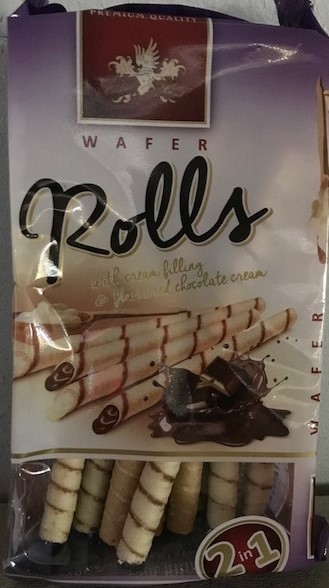 PREMIUM QUALITY
WAFER
Rolls
with cream filling
& flavoured chocolate cream
WAFER
2 in 1